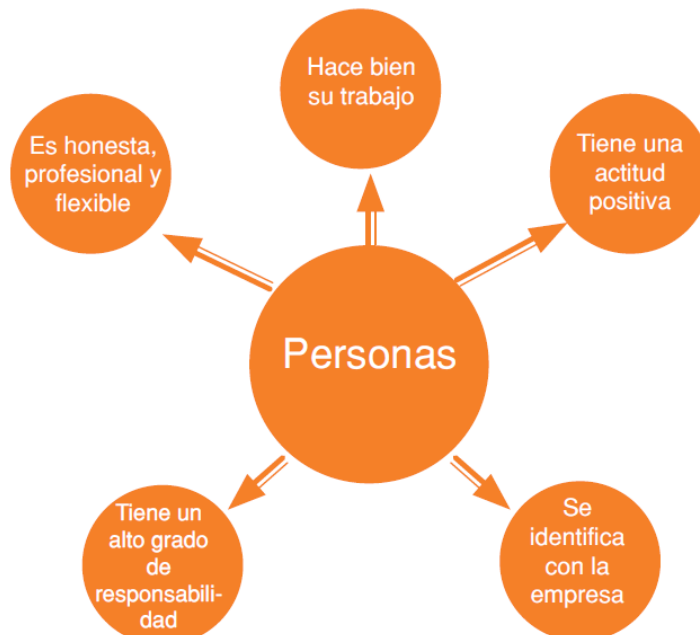 Hace bien
su trabajo
Es honesta,
profesional y
flexible
Tiene una
actitud
positiva
Personas
Tiene un
alto grado
de
responsabili-
dad
Se
identifica
con la
empresa